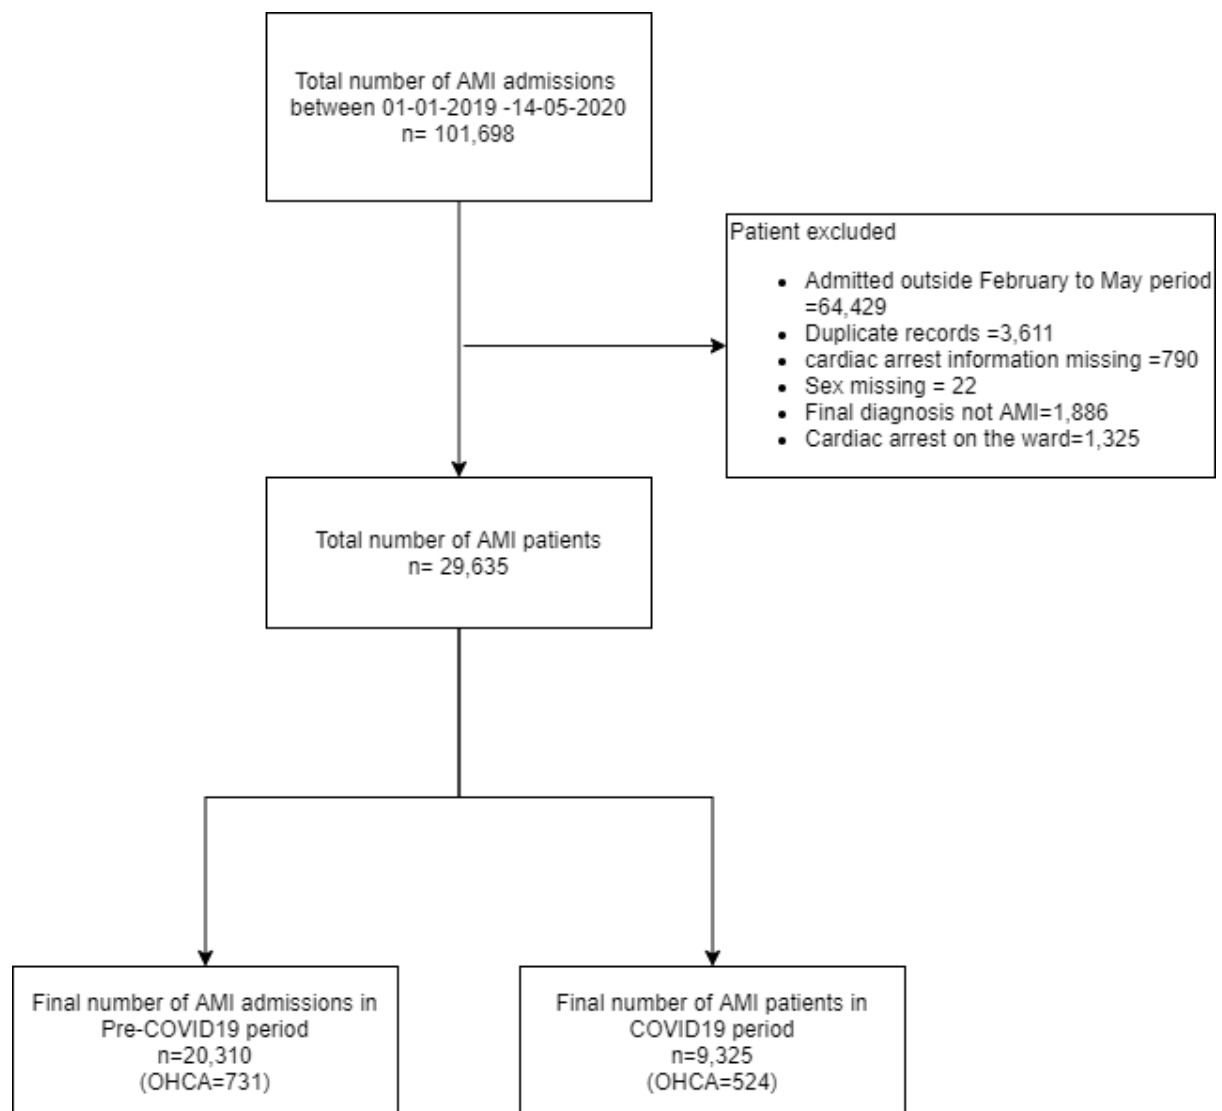 Total number of AMI admissions
between 01-01-2019 -14-05-2020
n= 101,698
Patient excluded
• Admitted outside February to May period
=64,429
• Duplicate records =3,611
• cardiac arrest information missing =790
• Sex missing = 22
• Final diagnosis not AMI=1,886
• Cardiac arrest on the ward=1,325
Total number of AMI patients
n= 29,635
Final number of AMI admissions in
Pre-COVID19 period
n=20,310
(OHCA=731)
Final number of AMI patients in
COVID19 period
n=9,325
(OHCA=524)